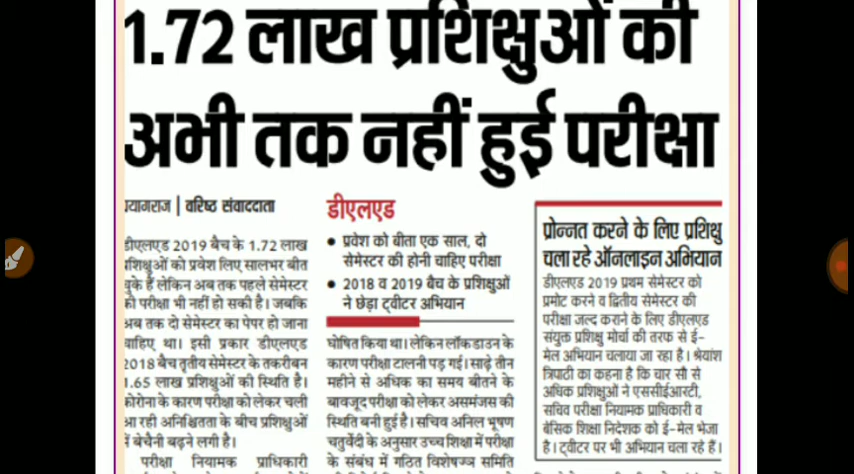 1.72 लाख प्रशिक्षुओं की
अभी तक नहीं हुई परीक्षा
प्रयागराज | वरिष्ठ संवाददाता
डीएलएड 2019 बैच के 1.72 लाख
प्रशिक्षुओं को प्रवेश लिए सालभर बीत
चुके हैं लेकिन अब तक पहले सेमेस्टर
की परीक्षा भी नहीं हो सकी है। जबकि
अब तक दो सेमेस्टर का पेपर हो जाना
चाहिए था। इसी प्रकार डीएलएड
2018 बैच तृतीय सेमेस्टर के तकरीबन
1.65 लाख प्रशिक्षुओं की स्थिति है।
कोरोना के कारण परीक्षा को लेकर चली
आ रही अनिश्चितता के बीच प्रशिक्षुओं
में बेचैनी बढ़ने लगी है।
परीक्षा नियामक प्राधिकारी
डीएलएड
● प्रवेश को बीता एक साल, दो
सेमेस्टर की होनी चाहिए परीक्षा
● 2018 व 2019 बैच के प्रशिक्षुओं
ने छेड़ा ट्वीटर अभियान
घोषित किया था। लेकिन लॉकडाउन के
कारण परीक्षा टालनी पड़ गई। साढ़े तीन
महीने से अधिक का समय बीतने के
बावजूद परीक्षा को लेकर असमंजस की
स्थिति बनी हुई है। सचिव अनिल भूषण
चतुर्वेदी के अनुसार उच्च शिक्षा में परीक्षा
के संबंध में गठित विशेषज्ञ समिति
प्रोन्नत करने के लिए प्रशिक्षु
चला रहे ऑनलाइन अभियान
डीएलएड 2019 प्रथम सेमेस्टर को
प्रमोट करने व द्वितीय सेमेस्टर की
परीक्षा जल्द कराने के लिए डीएलएड
संयुक्त प्रशिक्षु मोर्चा की तरफ से ई-
मेल अभियान चलाया जा रहा है। श्रेयांश
त्रिपाठी का कहना है कि चार सौ से
अधिक प्रशिक्षुओं ने एससीईआरटी,
सचिव परीक्षा नियामक प्राधिकारी व
बेसिक शिक्षा निदेशक को ई-मेल भेजा
है। ट्वीटर पर भी अभियान चला रहे हैं।